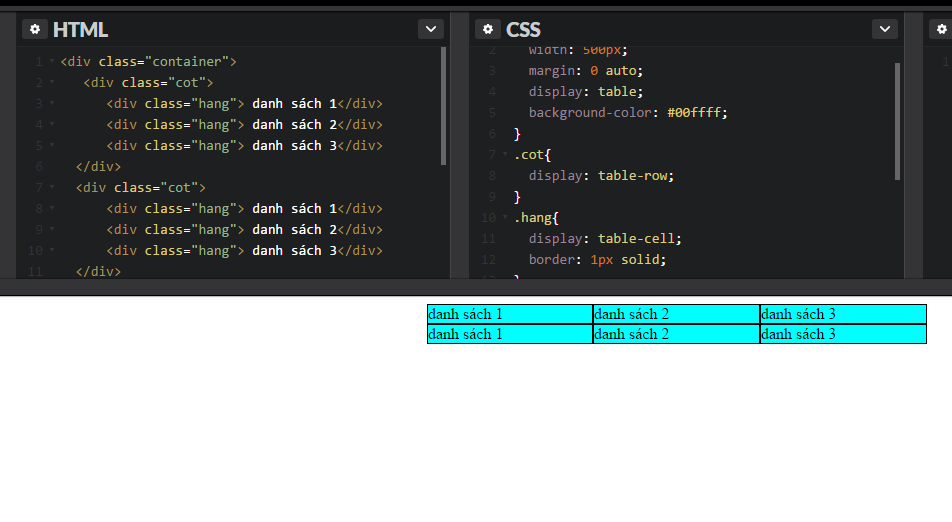 HTML
1 <div class="container">
2 <div class="cot">
3 <div class="hang"> danh sách 1</div>
4 <div class="hang"> danh sách 2</div>
5 <div class="hang"> danh sách 3</div>
6 </div>
7 <div class="cot">
8 <div class="hang"> danh sách 1</div>
9 <div class="hang"> danh sách 2</div>
10 <div class="hang"> danh sách 3</div>
11 </div>
CSS
2 width: 500px;
3 margin: 0 auto;
4 display: table;
5 background-color: #00ffff;
6 }
7 .cot{
8 display: table-row;
9 }
10 .hang{
11 display: table-cell;
12 border: 1px solid;
}
1
danh sách 1 danh sách 2 danh sách 3
danh sách 1 danh sách 2 danh sách 3